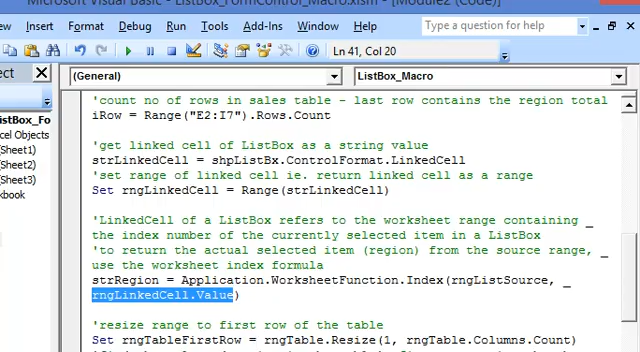 Microsoft Visual Basic - ListBox_FormControl_Macro.xlsm - [Module2 (Code)]
Insert Format Debug Run Tools Add-Ins Window Help Type a question for help
Ln 41, Col 20
ect
(General) ListBox_Macro
istBox_Fo
cel Objects
(Sheet1)
(Sheet2)
(Sheet3)
kbook
'count no of rows in sales table - last row contains the region total
iRow = Range("E2:I7").Rows.Count
'get linked cell of ListBox as a string value
strLinkedCell = shpListBx.ControlFormat.LinkedCell
'set range of linked cell ie. return linked cell as a range
Set rngLinkedCell = Range(strLinkedCell)
'LinkedCell of a ListBox refers to the worksheet range containing _
the index number of the currently selected item in a ListBox
'to return the actual selected item (region) from the source range, _
use the worksheet index formula
strRegion = Application.WorksheetFunction.Index(rngListSource, _
rngLinkedCell.Value)
'resize range to first row of the table
Set rngTableFirstRow = rngTable.Resize(1, rngTable.Columns.Count)